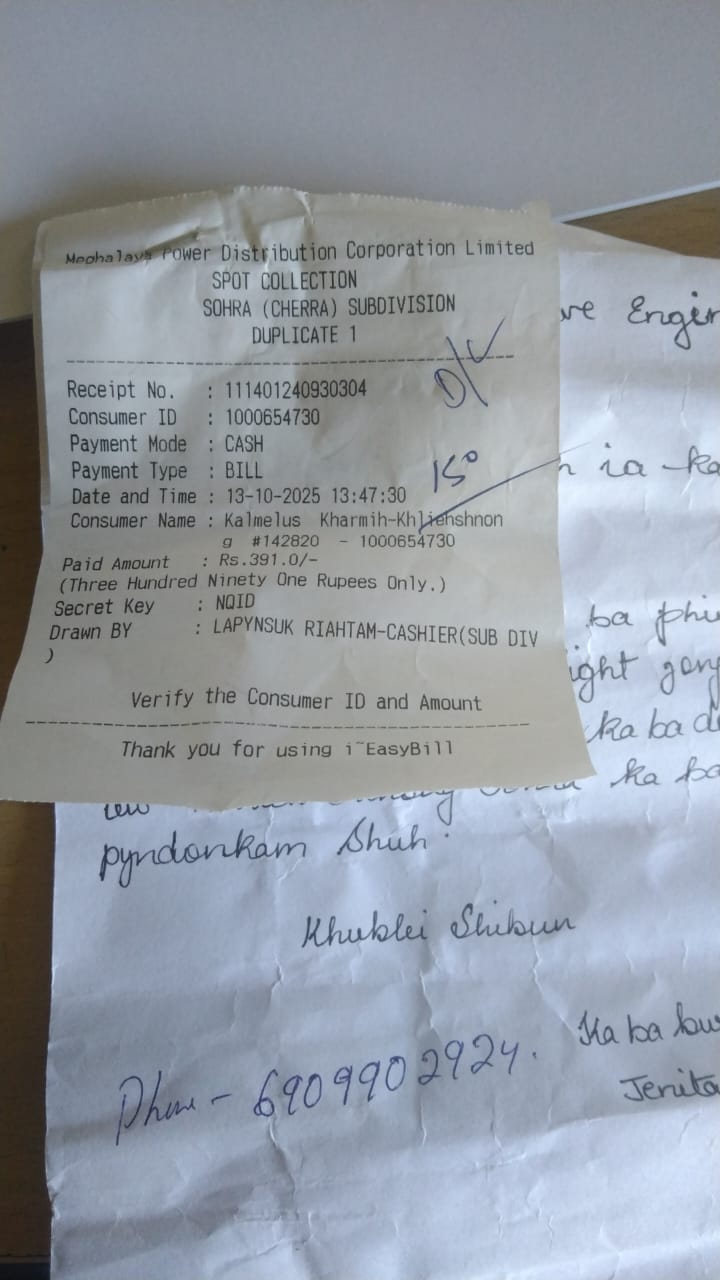 Meghalaya Power Distribution Corporation Limited
SPOT COLLECTION
SOHRA (CHERRA) SUBDIVISION
DUPLICATE 1
Receipt No. : 111401240930304
Consumer ID : 1000654730
Payment Mode : CASH
Payment Type : BILL
Date and Time : 13-10-2025 13:47:30
Consumer Name : Kalmelus Kharmih-Khliehshnon
g #142820 - 1000654730
Paid Amount : Rs.391.0/-
(Three Hundred Ninety One Rupees Only.)
Secret Key : NQID
Drawn BY : LAPYNSUK RIAHTAM-CASHIER(SUB DIV
)
Verify the Consumer ID and Amount
Thank you for using i~EasyBill
D/C
ve Engin
ia ka
ba phi
ight
ka ba
ka ba
pyndonkam Shuh.
Khublei Shibun
Phone - 6909902924.
Ka ba
Jenita